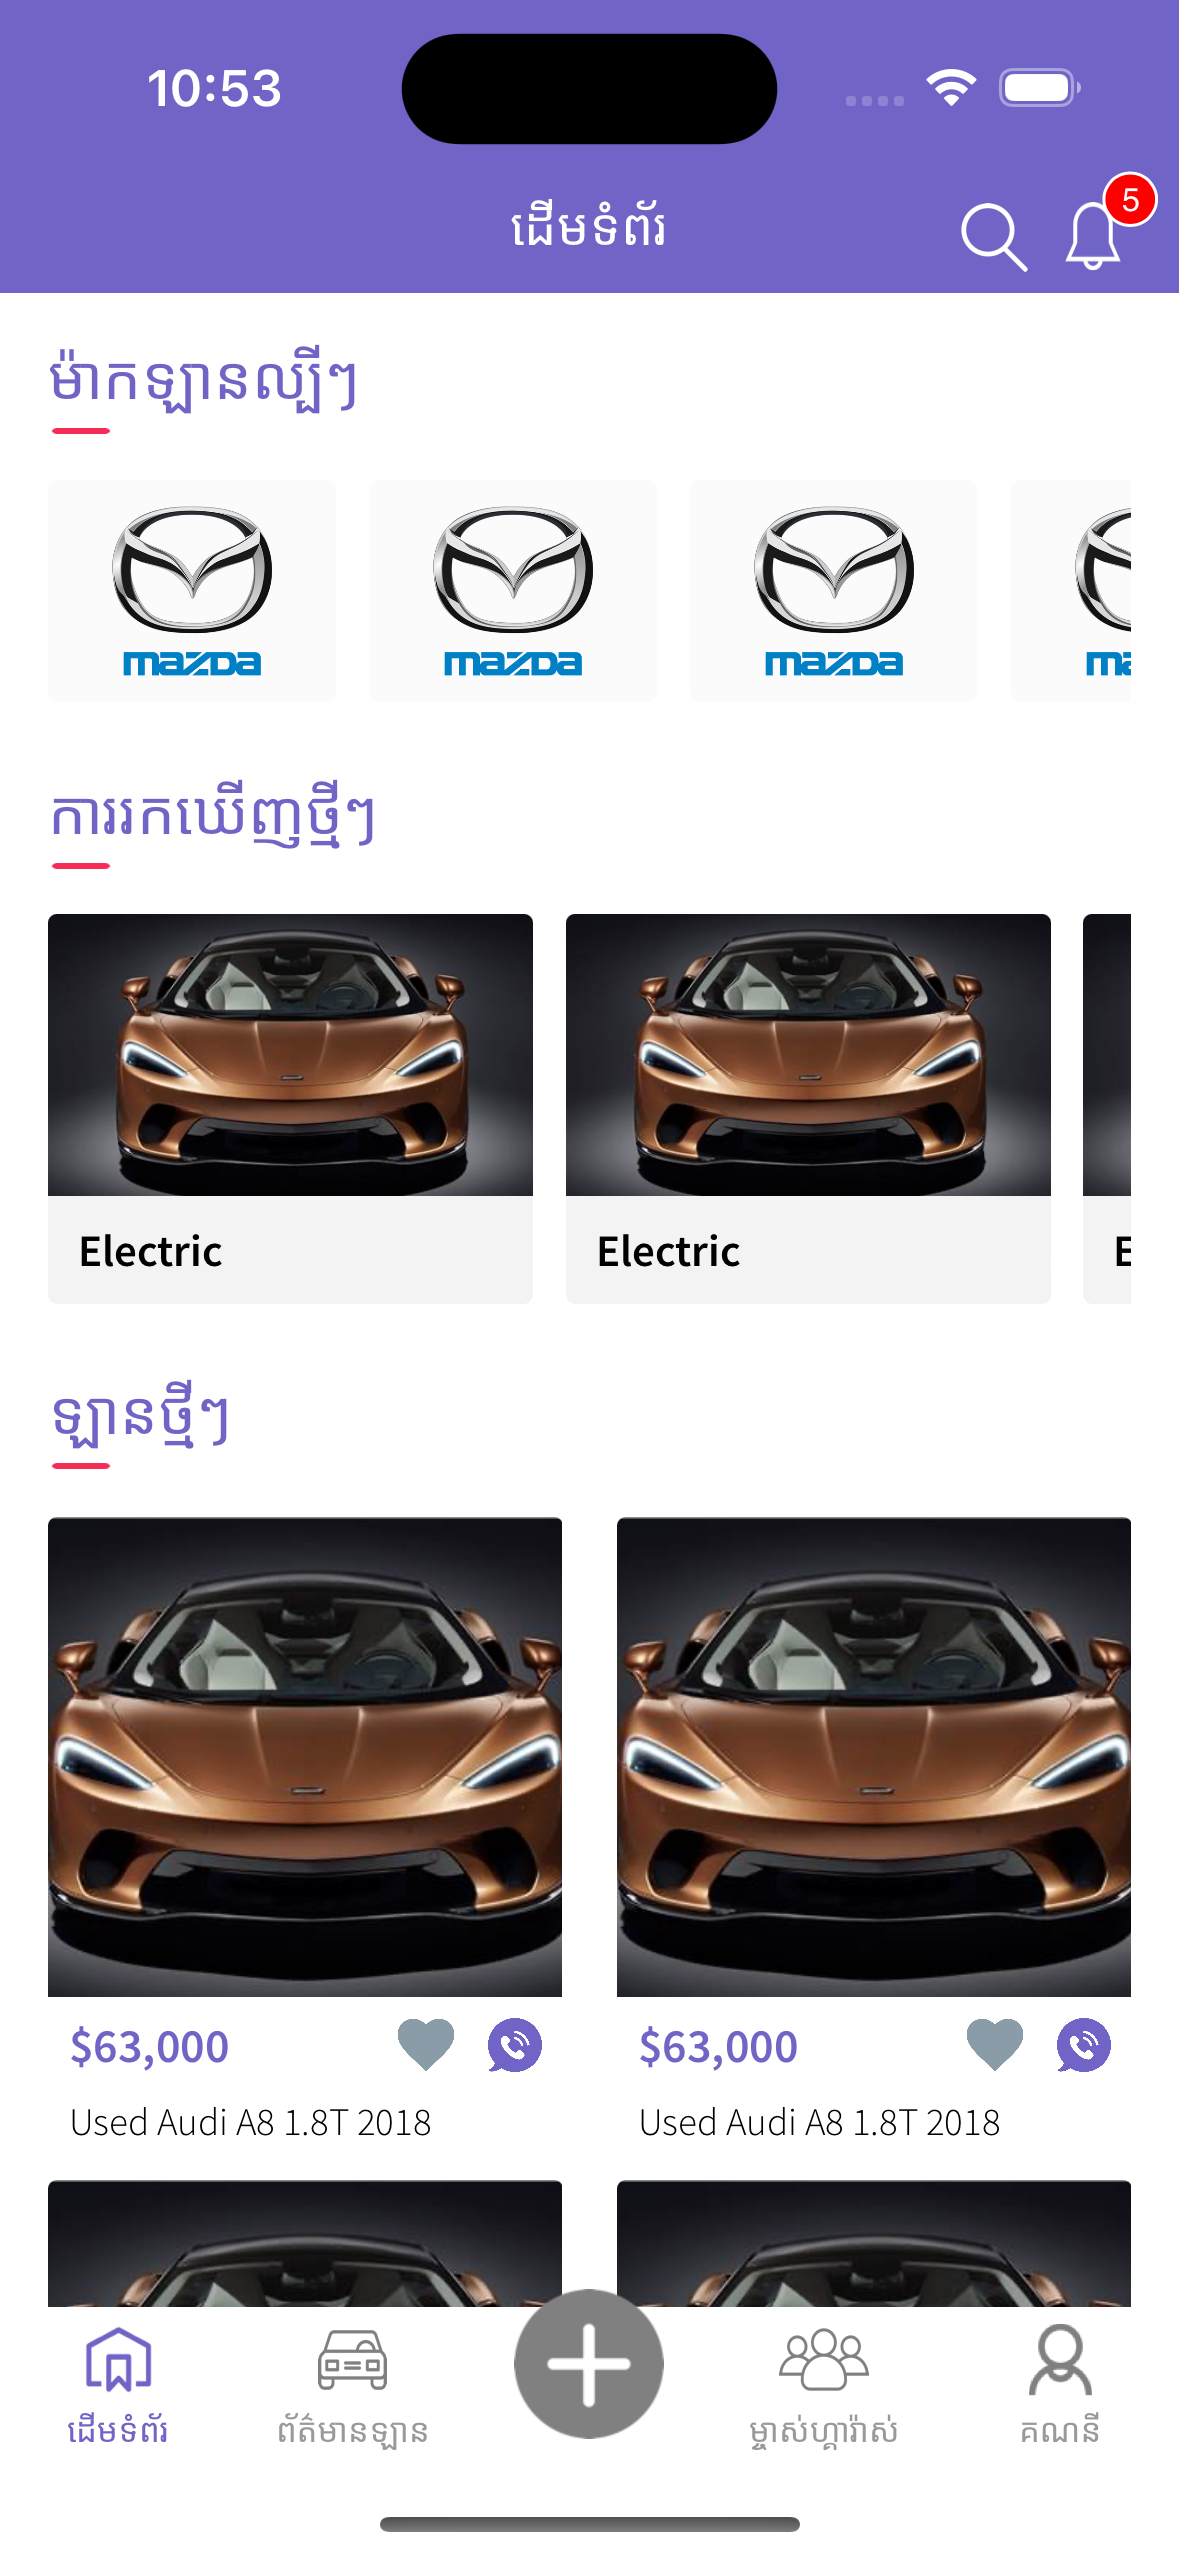 10:53
ដើមទំព័រ
5
ម៉ាកឡានល្បីៗ
mazda mazda mazda
ការរកឃើញថ្មីៗ
Electric Electric E
ឡានថ្មីៗ
$63,000 $63,000
Used Audi A8 1.8T 2018 Used Audi A8 1.8T 2018
ដើមទំព័រ ព័ត៌មានឡាន ម្ចាស់ហ្គារ៉ាស់ គណនី